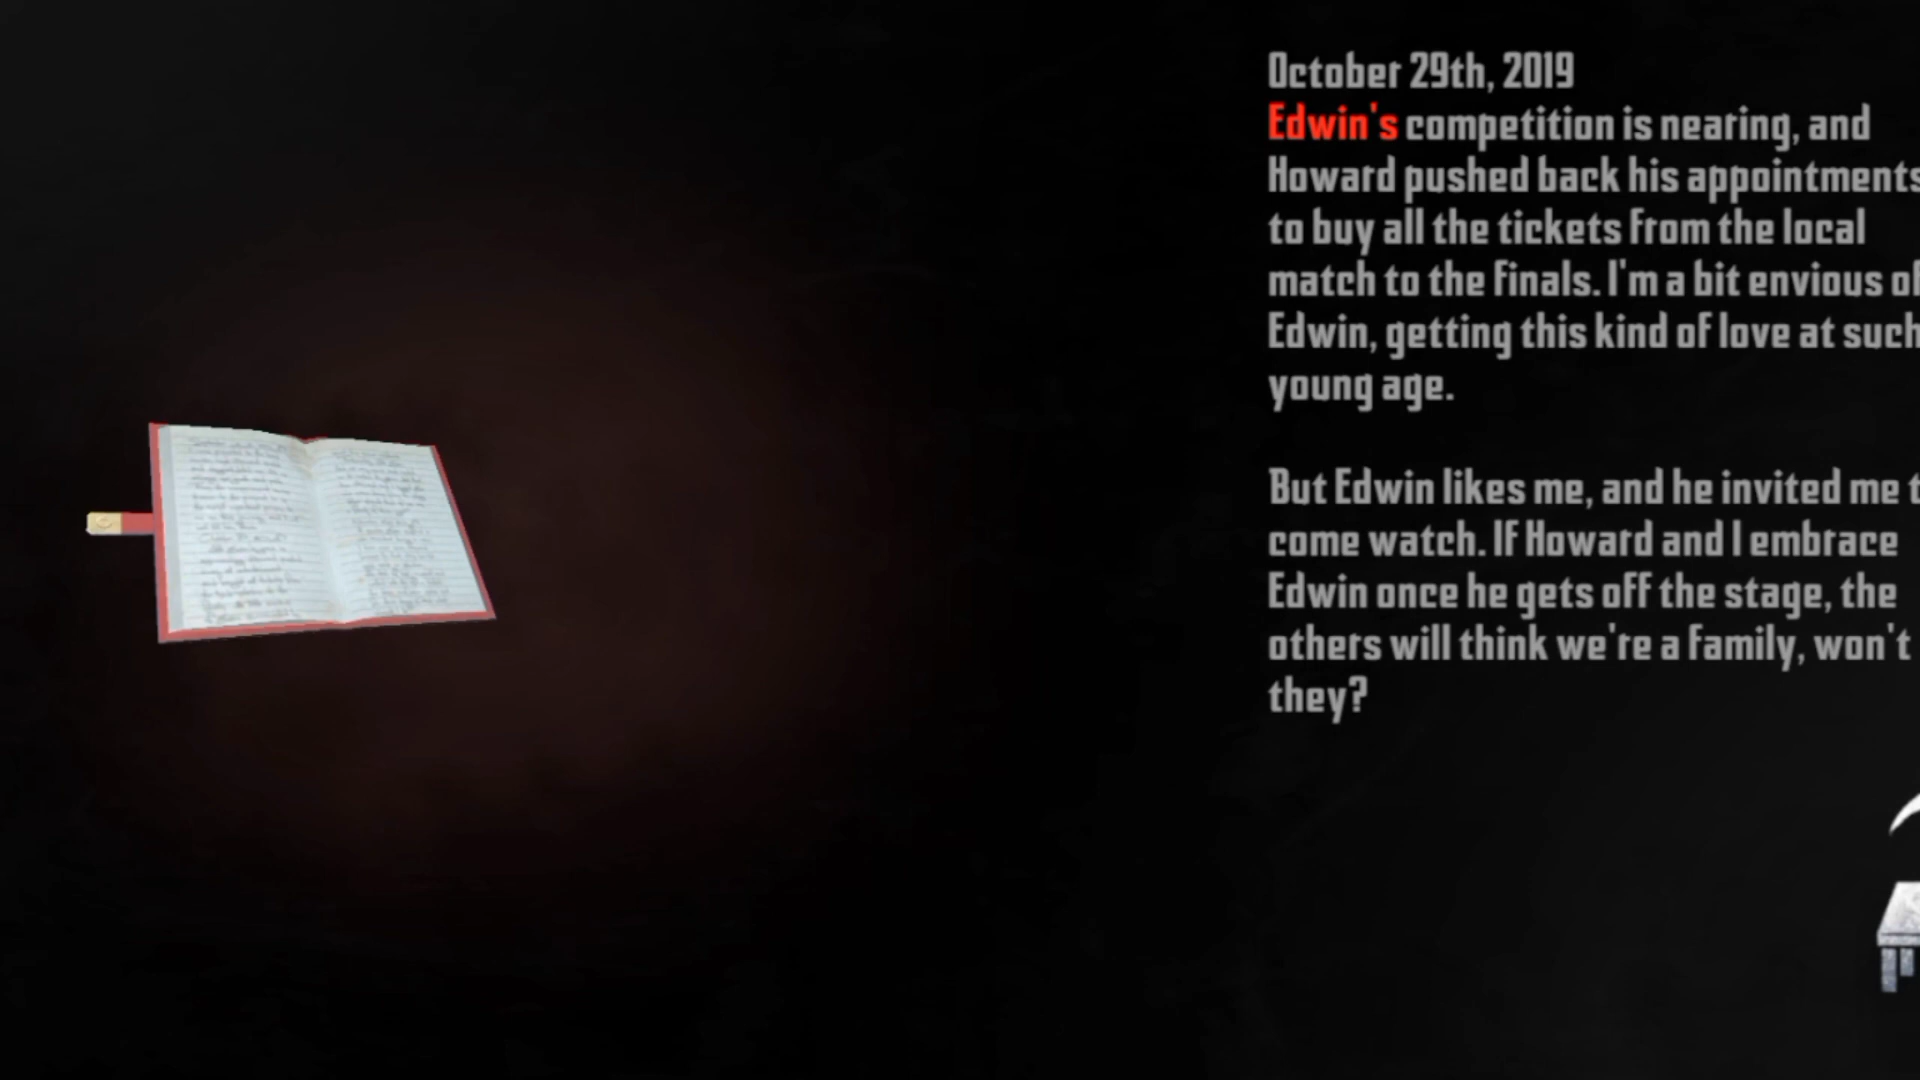 October 29th, 2019
Edwin's competition is nearing, and
Howard pushed back his appointments
to buy all the tickets from the local
match to the finals. I'm a bit envious of
Edwin, getting this kind of love at such
young age.
But Edwin likes me, and he invited me t
come watch. If Howard and I embrace
Edwin once he gets off the stage, the
others will think we're a family, won't
they?